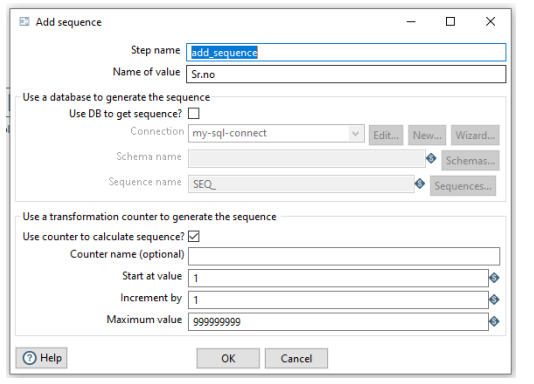 Add sequence
Step name add_sequence
Name of value Sr.no
Use a database to generate the sequence
Use DB to get sequence?
Connection my-sql-connect Edit... New... Wizard...
Schema name Schemas...
Sequence name SEQ_ Sequences...
Use a transformation counter to generate the sequence
Use counter to calculate sequence?
Counter name (optional)
Start at value 1
Increment by 1
Maximum value 999999999
Help OK Cancel